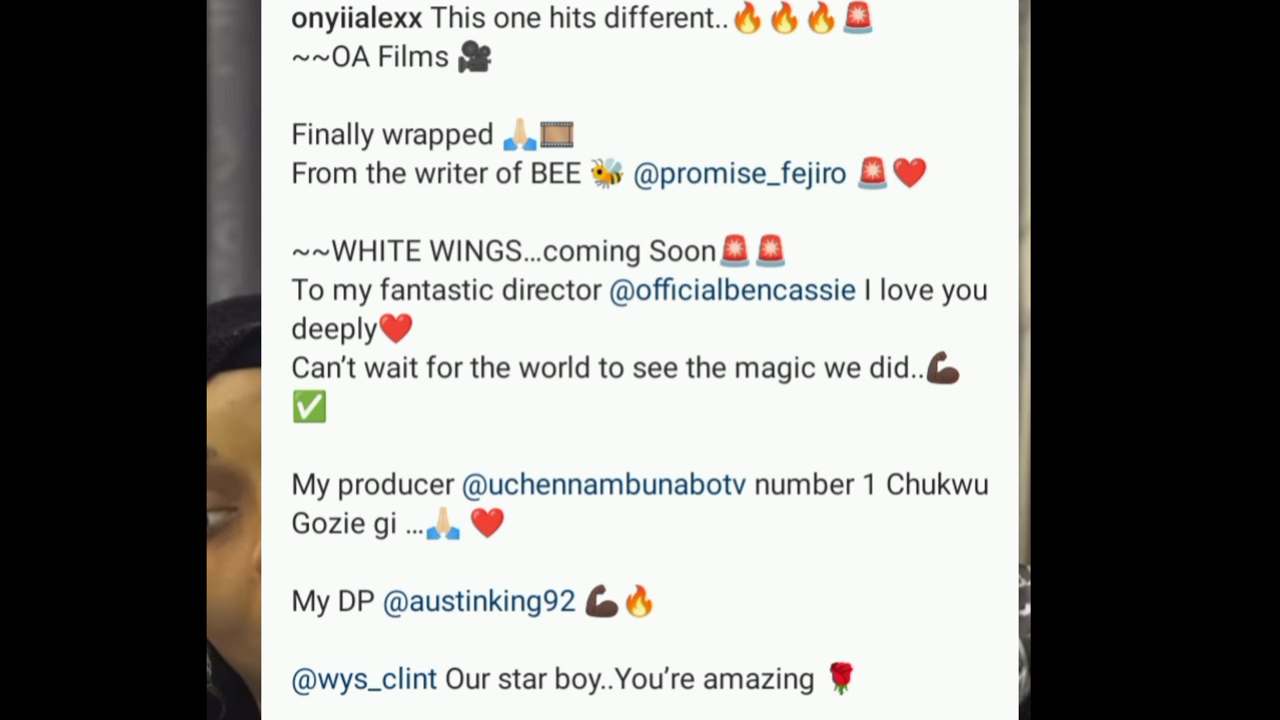 onyiialexx This one hits different..🔥🔥🔥🚨
~~OA Films 🎥
Finally wrapped 🙏🏼🎞️
From the writer of BEE 🐝 @promise_fejiro 🚨❤️
~~WHITE WINGS...coming Soon🚨🚨
To my fantastic director @officialbencassie I love you
deeply❤️
Can’t wait for the world to see the magic we did..💪🏿
✅
My producer @uchennambunabotv number 1 Chukwu
Gozie gi ...🙏🏼 ❤️
My DP @austinking92 💪🏿🔥
@wys_clint Our star boy..You’re amazing 🌹